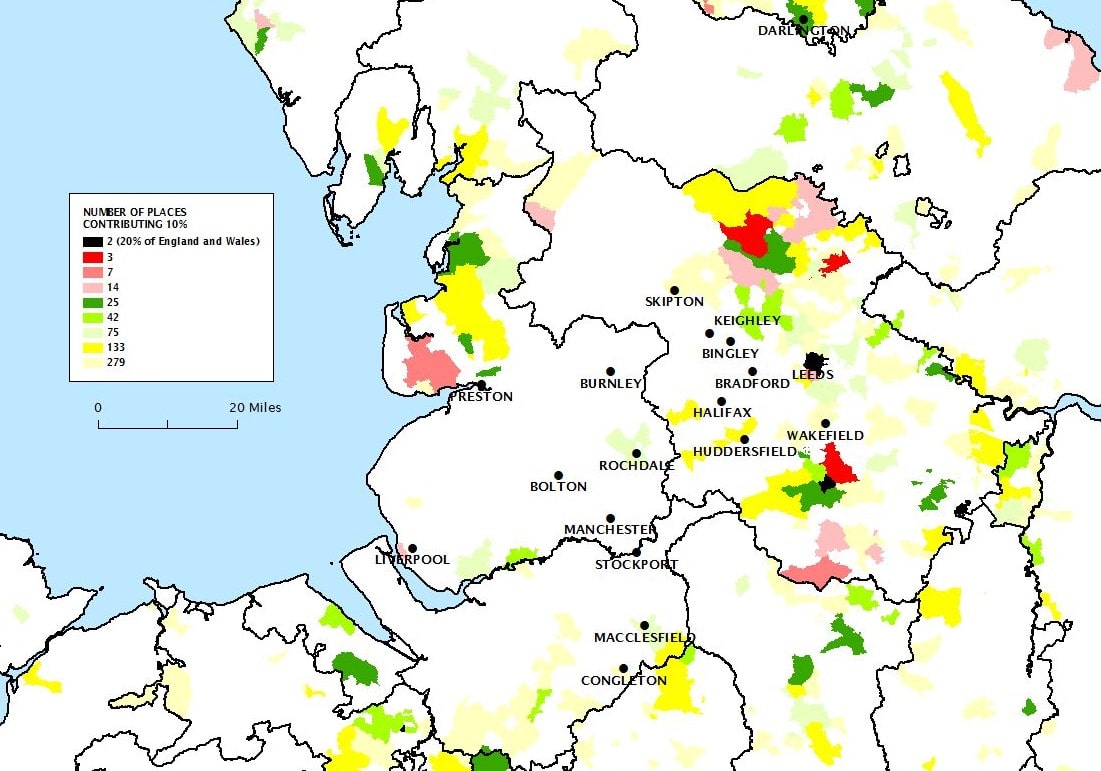 DARLINGTON
NUMBER OF PLACES
CONTRIBUTING 10%
2 (20% of England and Wales)
3
7
14
25
42
75
133
279
0 20 Miles
SKIPTON
KEIGHLEY
BINGLEY
LEEDS
BURNLEY
BRADFORD
PRESTON
HALIFAX
WAKEFIELD
HUDDERSFIELD
ROCHDALE
BOLTON
MANCHESTER
LIVERPOOL
STOCKPORT
MACCLESFIELD
CONGLETON